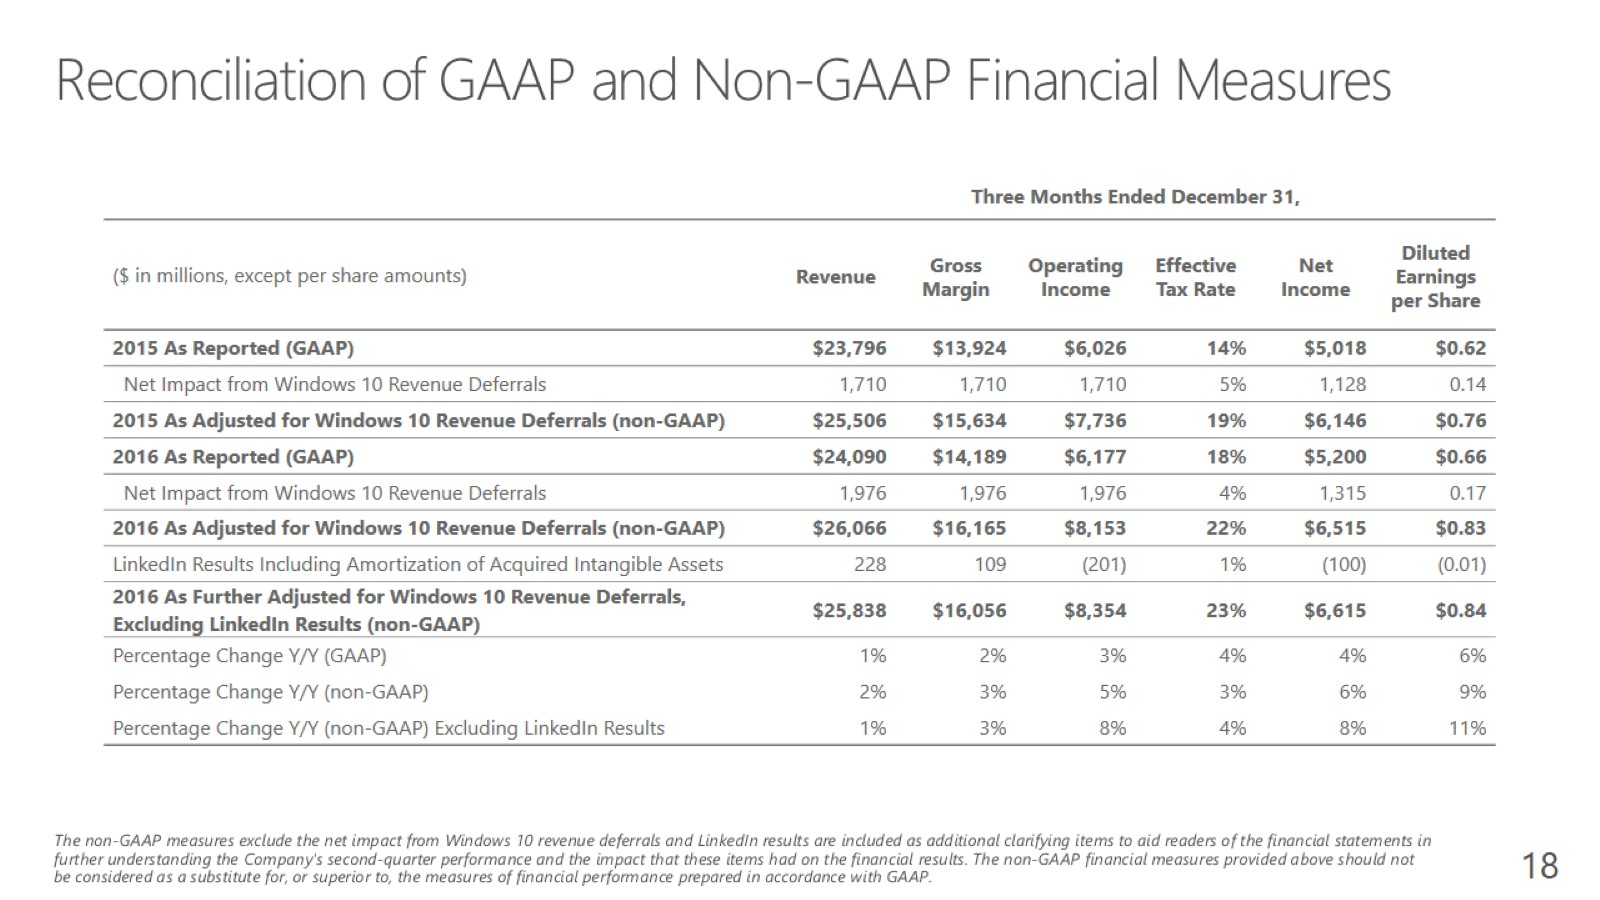 Reconciliation of GAAP and Non-GAAP Financial Measures
Three Months Ended December 31,
($ in millions, except per share amounts) Revenue Gross Margin Operating Income Effective Tax Rate Net Income Diluted Earnings per Share
2015 As Reported (GAAP) $23,796 $13,924 $6,026 14% $5,018 $0.62
Net Impact from Windows 10 Revenue Deferrals 1,710 1,710 1,710 5% 1,128 0.14
2015 As Adjusted for Windows 10 Revenue Deferrals (non-GAAP) $25,506 $15,634 $7,736 19% $6,146 $0.76
2016 As Reported (GAAP) $24,090 $14,189 $6,177 18% $5,200 $0.66
Net Impact from Windows 10 Revenue Deferrals 1,976 1,976 1,976 4% 1,315 0.17
2016 As Adjusted for Windows 10 Revenue Deferrals (non-GAAP) $26,066 $16,165 $8,153 22% $6,515 $0.83
LinkedIn Results Including Amortization of Acquired Intangible Assets 228 109 (201) 1% (100) (0.01)
2016 As Further Adjusted for Windows 10 Revenue Deferrals,
Excluding LinkedIn Results (non-GAAP) $25,838 $16,056 $8,354 23% $6,615 $0.84
Percentage Change Y/Y (GAAP) 1% 2% 3% 4% 4% 6%
Percentage Change Y/Y (non-GAAP) 2% 3% 5% 3% 6% 9%
Percentage Change Y/Y (non-GAAP) Excluding LinkedIn Results 1% 3% 8% 4% 8% 11%
The non-GAAP measures exclude the net impact from Windows 10 revenue deferrals and LinkedIn results are included as additional clarifying items to aid readers of the financial statements in
further understanding the Company's second-quarter performance and the impact that these items had on the financial results. The non-GAAP financial measures provided above should not
be considered as a substitute for, or superior to, the measures of financial performance prepared in accordance with GAAP.
18